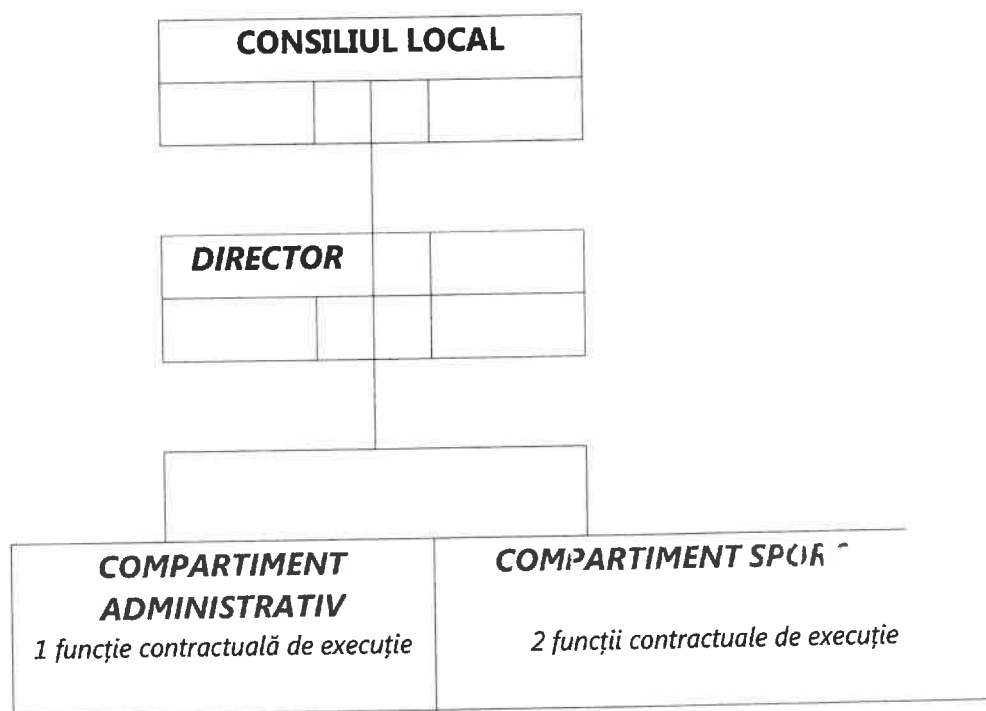 CONSILIUL LOCAL
DIRECTOR
COMPARTIMENT
ADMINISTRATIV
1 funcție contractuală de execuție
COMPARTIMENT
2 funcții contractuale de execuție